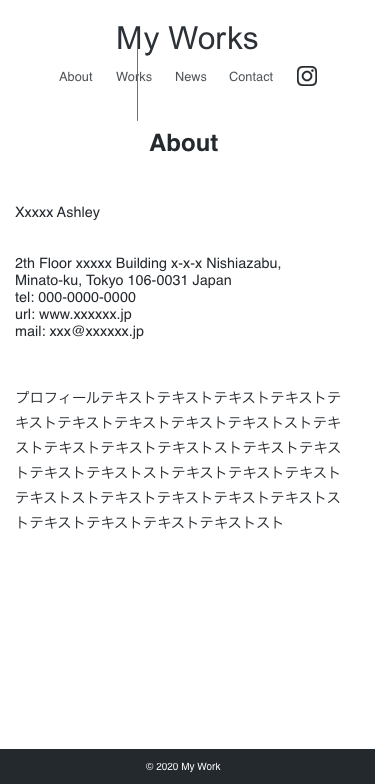 My Works
About Works News Contact
About
Xxxxx Ashley
2th Floor xxxxx Building x-x-x Nishiazabu,
Minato-ku, Tokyo 106-0031 Japan
tel: 000-0000-0000
url: www.xxxxxx.jp
mail: xxx@xxxxxx.jp
プロフィールテキストテキストテキストテキストテ
キストテキストテキストテキストテキストストテキ
ストテキストテキストテキストストテキストテキス
トテキストテキストストテキストテキストテキスト
テキストストテキストテキストテキストテキストス
トテキストテキストテキストテキストスト
© 2020 My Work